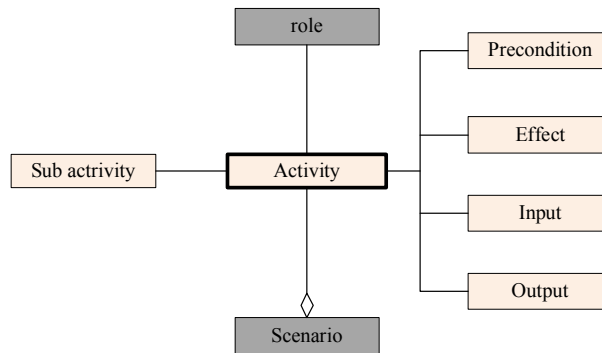 role
Precondition
Effect
Sub actrivity
Activity
Input
Output
Scenario